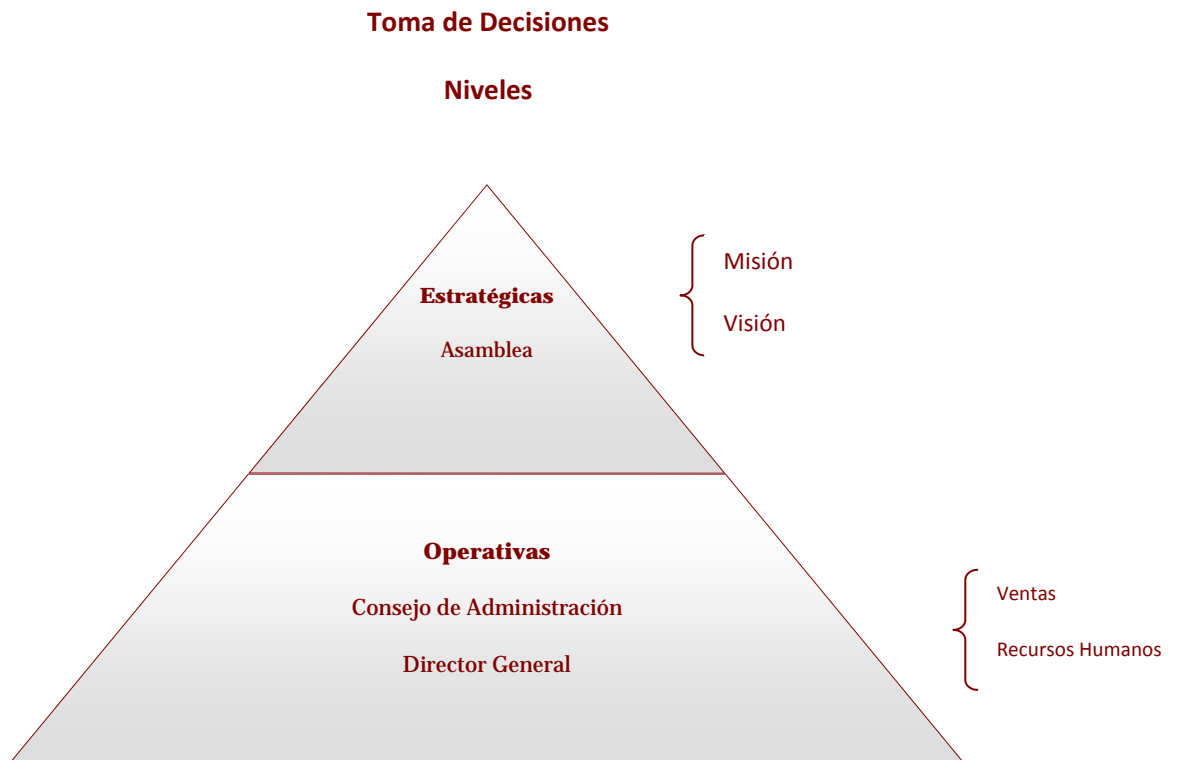 Toma de Decisiones
Niveles
Estratégicas
Asamblea
Misión
Visión
Operativas
Consejo de Administración
Director General
Ventas
Recursos Humanos